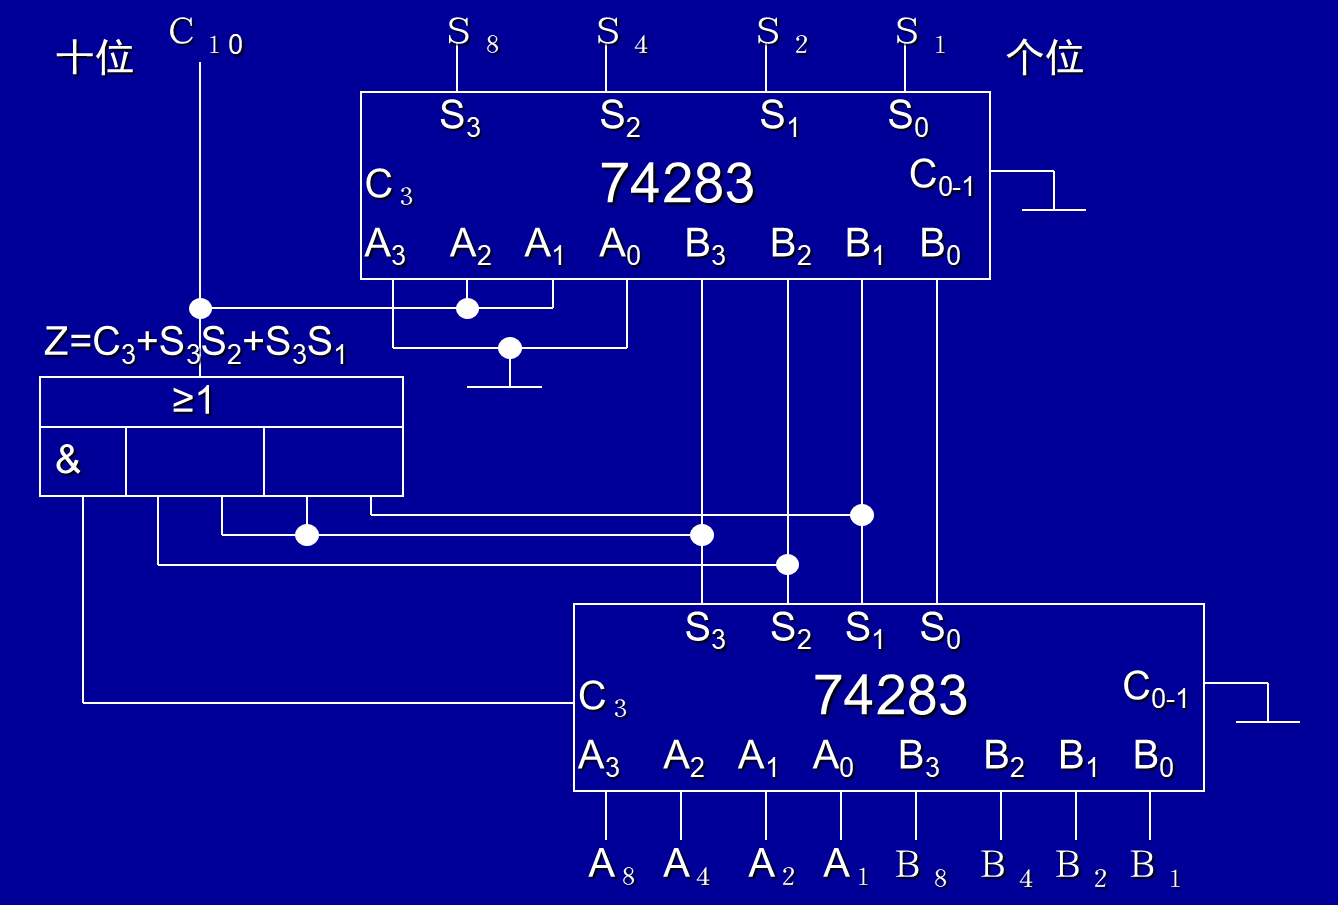 十位 C₁₀ S₈ S₄ S₂ S₁ 个位
S₃ S₂ S₁ S₀
C₃ 74283 C₀₋₁
A₃ A₂ A₁ A₀ B₃ B₂ B₁ B₀
Z=C₃+S₃S₂+S₃S₁
≥1
&
S₃ S₂ S₁ S₀
C₃ 74283 C₀₋₁
A₃ A₂ A₁ A₀ B₃ B₂ B₁ B₀
A₈ A₄ A₂ A₁ B₈ B₄ B₂ B₁